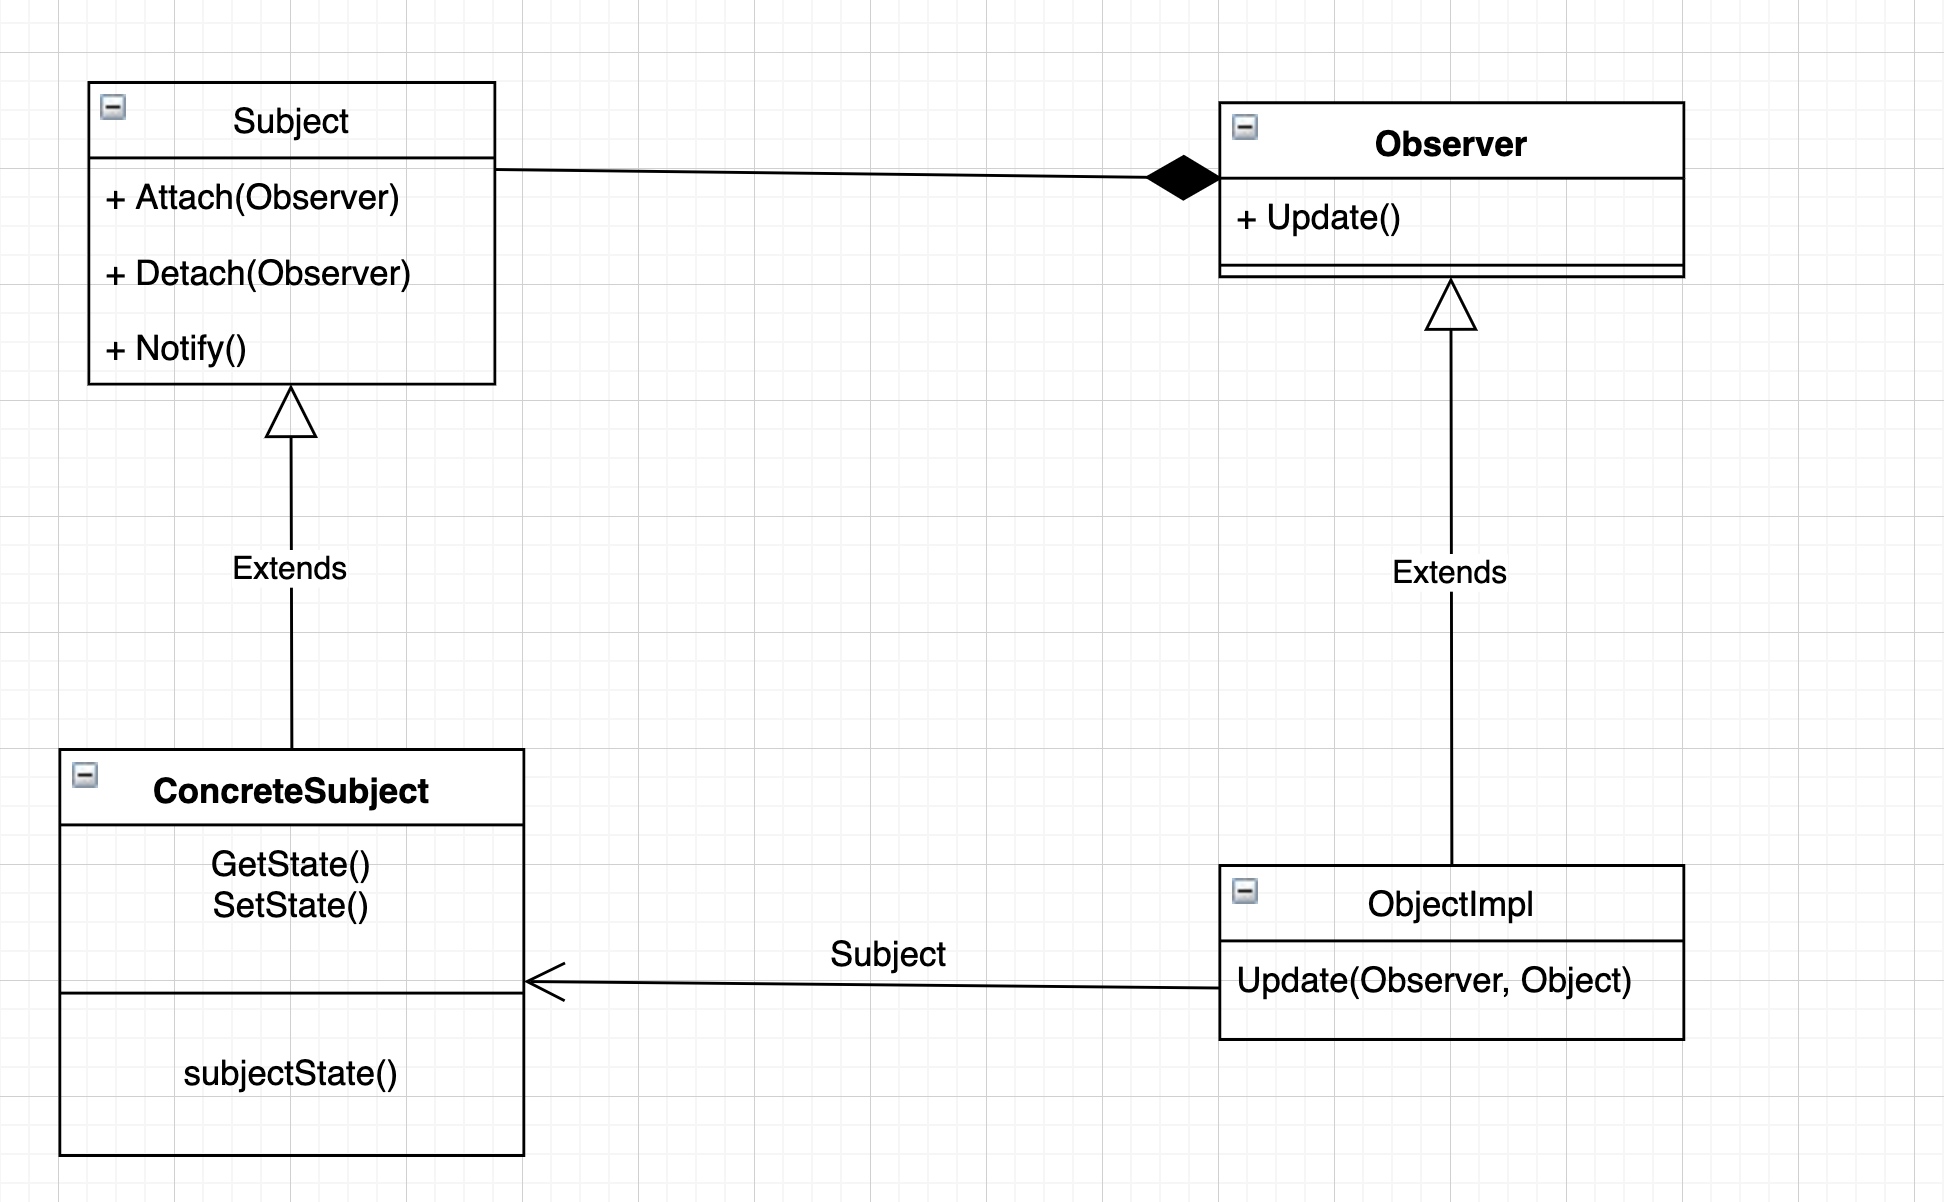 Subject
+ Attach(Observer)
+ Detach(Observer)
+ Notify()
Observer
+ Update()
Extends
Extends
ConcreteSubject
GetState()
SetState()
subjectState()
Subject
ObjectImpl
Update(Observer, Object)